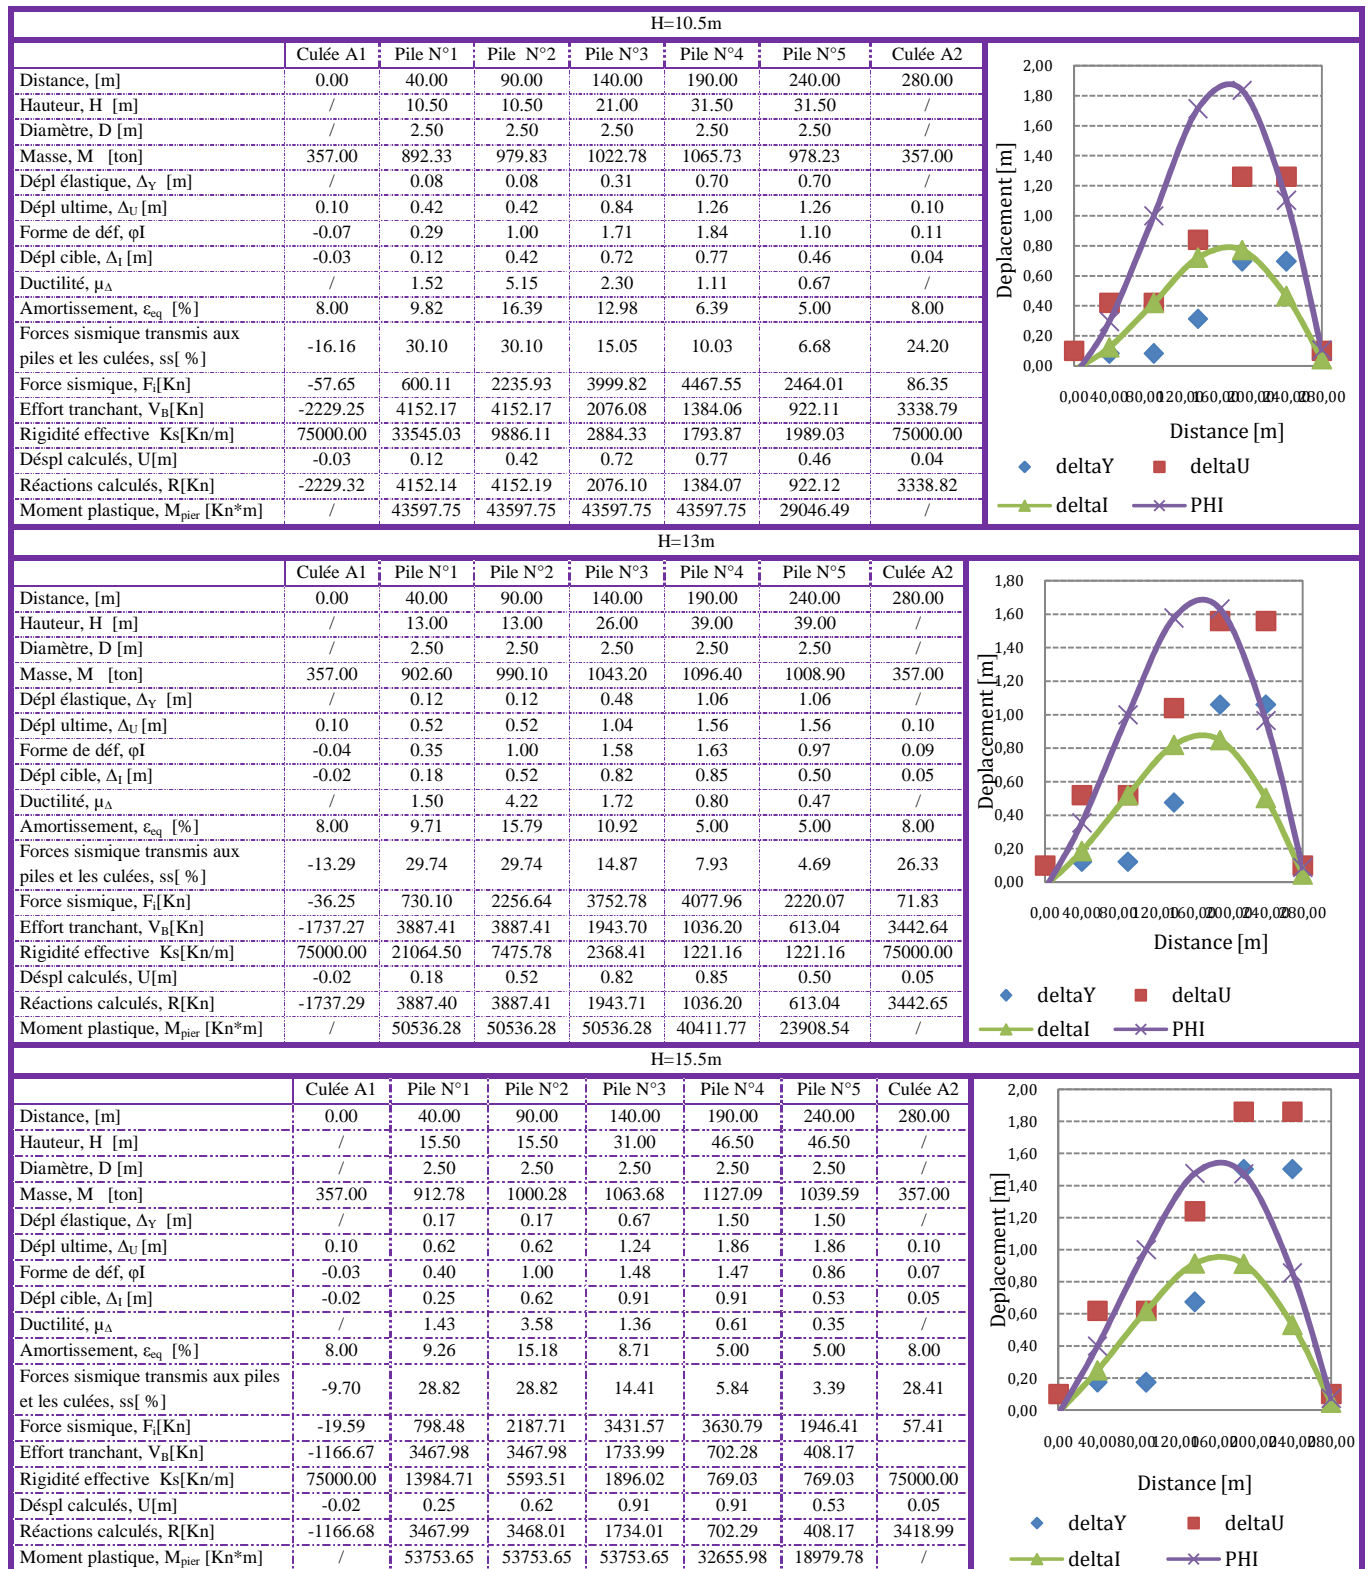 H=10.5m
Culée A1 Pile N°1 Pile N°2 Pile N°3 Pile N°4 Pile N°5 Culée A2
Distance, [m] 0.00 40.00 90.00 140.00 190.00 240.00 280.00
Hauteur, H [m] / 10.50 10.50 21.00 31.50 31.50 /
Diamètre, D [m] / 2.50 2.50 2.50 2.50 2.50 /
Masse, M [ton] 357.00 892.33 979.83 1022.78 1065.73 978.23 357.00
Dépl élastique, ΔY [m] / 0.08 0.08 0.31 0.70 0.70 /
Dépl ultime, ΔU [m] 0.10 0.42 0.42 0.84 1.26 1.26 0.10
Forme de déf, φI -0.07 0.29 1.00 1.71 1.84 1.10 0.11
Dépl cible, ΔI [m] -0.03 0.12 0.42 0.72 0.77 0.46 0.04
Ductilité, μΔ / 1.52 5.15 2.30 1.11 0.67 /
Amortissement, εeq [%] 8.00 9.82 16.39 12.98 6.39 5.00 8.00
Forces sismique transmis aux
piles et les culées, ss[ %] -16.16 30.10 30.10 15.05 10.03 6.68 24.20
Force sismique, Fi[Kn] -57.65 600.11 2235.93 3999.82 4467.55 2464.01 86.35
Effort tranchant, VB[Kn] -2229.25 4152.17 4152.17 2076.08 1384.06 922.11 3338.79
Rigidité effective Ks[Kn/m] 75000.00 33545.03 9886.11 2884.33 1793.87 1989.03 75000.00
Déspl calculés, U[m] -0.03 0.12 0.42 0.72 0.77 0.46 0.04
Réactions calculés, R[Kn] -2229.32 4152.14 4152.19 2076.10 1384.07 922.12 3338.82
Moment plastique, Mpier [Kn*m] / 43597.75 43597.75 43597.75 43597.75 29046.49 /
2,00
1,80
1,60
1,40
1,20
1,00
0,80
0,60
0,40
0,20
0,00
Deplacement [m]
0,00 40,00 80,00 120,00 160,00 200,00 240,00 280,00
Distance [m]
deltaY deltaU
deltaI PHI
H=13m
Culée A1 Pile N°1 Pile N°2 Pile N°3 Pile N°4 Pile N°5 Culée A2
Distance, [m] 0.00 40.00 90.00 140.00 190.00 240.00 280.00
Hauteur, H [m] / 13.00 13.00 26.00 39.00 39.00 /
Diamètre, D [m] / 2.50 2.50 2.50 2.50 2.50 /
Masse, M [ton] 357.00 902.60 990.10 1043.20 1096.40 1008.90 357.00
Dépl élastique, ΔY [m] / 0.12 0.12 0.48 1.06 1.06 /
Dépl ultime, ΔU [m] 0.10 0.52 0.52 1.04 1.56 1.56 0.10
Forme de déf, φI -0.04 0.35 1.00 1.58 1.63 0.97 0.09
Dépl cible, ΔI [m] -0.02 0.18 0.52 0.82 0.85 0.50 0.05
Ductilité, μΔ / 1.50 4.22 1.72 0.80 0.47 /
Amortissement, εeq [%] 8.00 9.71 15.79 10.92 5.00 5.00 8.00
Forces sismique transmis aux
piles et les culées, ss[ %] -13.29 29.74 29.74 14.87 7.93 4.69 26.33
Force sismique, Fi[Kn] -36.25 730.10 2256.64 3752.78 4077.96 2220.07 71.83
Effort tranchant, VB[Kn] -1737.27 3887.41 3887.41 1943.70 1036.20 613.04 3442.64
Rigidité effective Ks[Kn/m] 75000.00 21064.50 7475.78 2368.41 1221.16 1221.16 75000.00
Déspl calculés, U[m] -0.02 0.18 0.52 0.82 0.85 0.50 0.05
Réactions calculés, R[Kn] -1737.29 3887.40 3887.41 1943.71 1036.20 613.04 3442.65
Moment plastique, Mpier [Kn*m] / 50536.28 50536.28 50536.28 40411.77 23908.54 /
1,80
1,60
1,40
1,20
1,00
0,80
0,60
0,40
0,20
0,00
Deplacement [m]
0,00 40,00 80,00 120,00 160,00 200,00 240,00 280,00
Distance [m]
deltaY deltaU
deltaI PHI
H=15.5m
Culée A1 Pile N°1 Pile N°2 Pile N°3 Pile N°4 Pile N°5 Culée A2
Distance, [m] 0.00 40.00 90.00 140.00 190.00 240.00 280.00
Hauteur, H [m] / 15.50 15.50 31.00 46.50 46.50 /
Diamètre, D [m] / 2.50 2.50 2.50 2.50 2.50 /
Masse, M [ton] 357.00 912.78 1000.28 1063.68 1127.09 1039.59 357.00
Dépl élastique, ΔY [m] / 0.17 0.17 0.67 1.50 1.50 /
Dépl ultime, ΔU [m] 0.10 0.62 0.62 1.24 1.86 1.86 0.10
Forme de déf, φI -0.03 0.40 1.00 1.48 1.47 0.86 0.07
Dépl cible, ΔI [m] -0.02 0.25 0.62 0.91 0.91 0.53 0.05
Ductilité, μΔ / 1.43 3.58 1.36 0.61 0.35 /
Amortissement, εeq [%] 8.00 9.26 15.18 8.71 5.00 5.00 8.00
Forces sismique transmis aux piles
et les culées, ss[ %] -9.70 28.82 28.82 14.41 5.84 3.39 28.41
Force sismique, Fi[Kn] -19.59 798.48 2187.71 3431.57 3630.79 1946.41 57.41
Effort tranchant, VB[Kn] -1166.67 3467.98 3467.98 1733.99 702.28 408.17
Rigidité effective Ks[Kn/m] 75000.00 13984.71 5593.51 1896.02 769.03 769.03 75000.00
Déspl calculés, U[m] -0.02 0.25 0.62 0.91 0.91 0.53 0.05
Réactions calculés, R[Kn] -1166.68 3467.99 3468.01 1734.01 702.29 408.17 3418.99
Moment plastique, Mpier [Kn*m] / 53753.65 53753.65 53753.65 32655.98 18979.78 /
2,00
1,80
1,60
1,40
1,20
1,00
0,80
0,60
0,40
0,20
0,00
Deplacement [m]
0,00 40,00 80,00 120,00 160,00 200,00 240,00 280,00
Distance [m]
deltaY deltaU
deltaI PHI